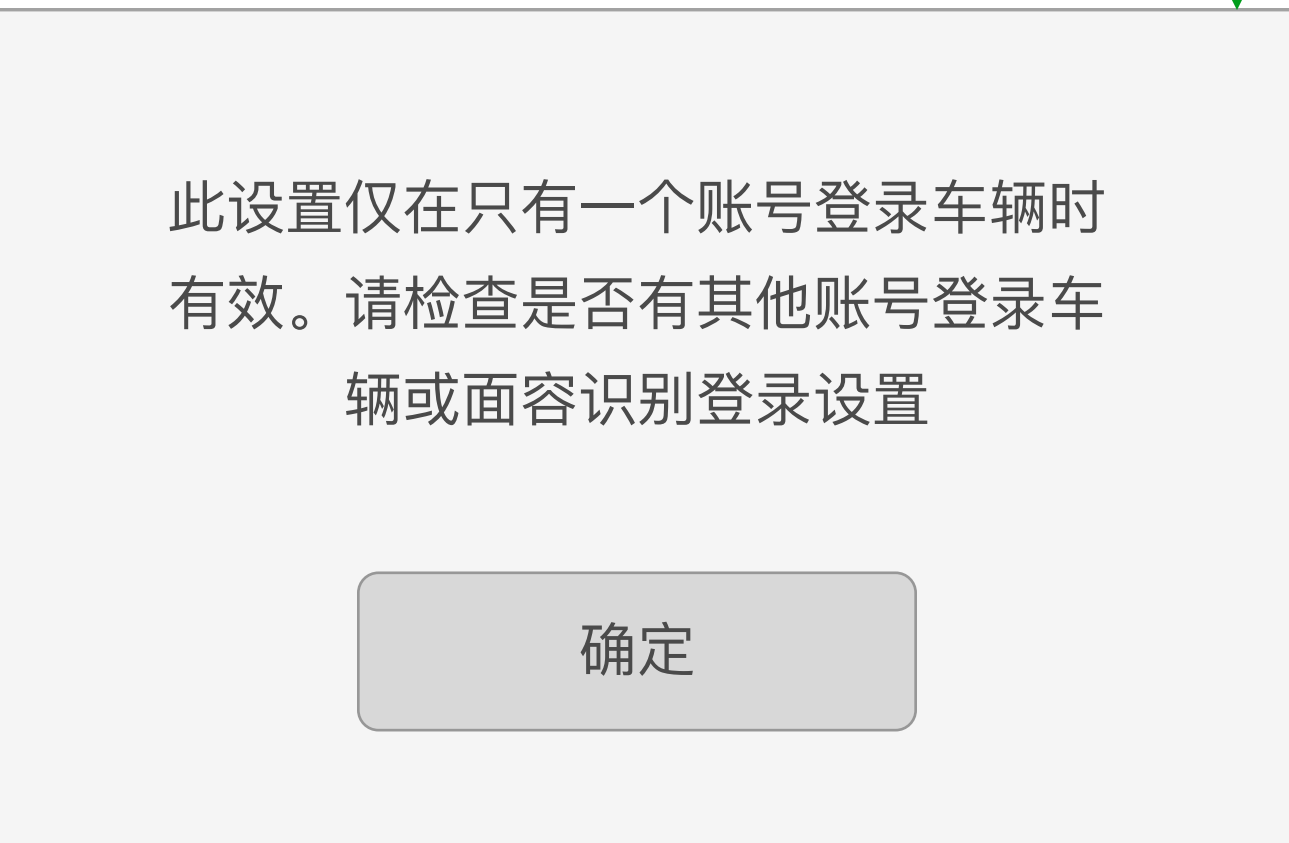 此设置仅在只有一个账号登录车辆时
有效。请检查是否有其他账号登录车
辆或面容识别登录设置
确定